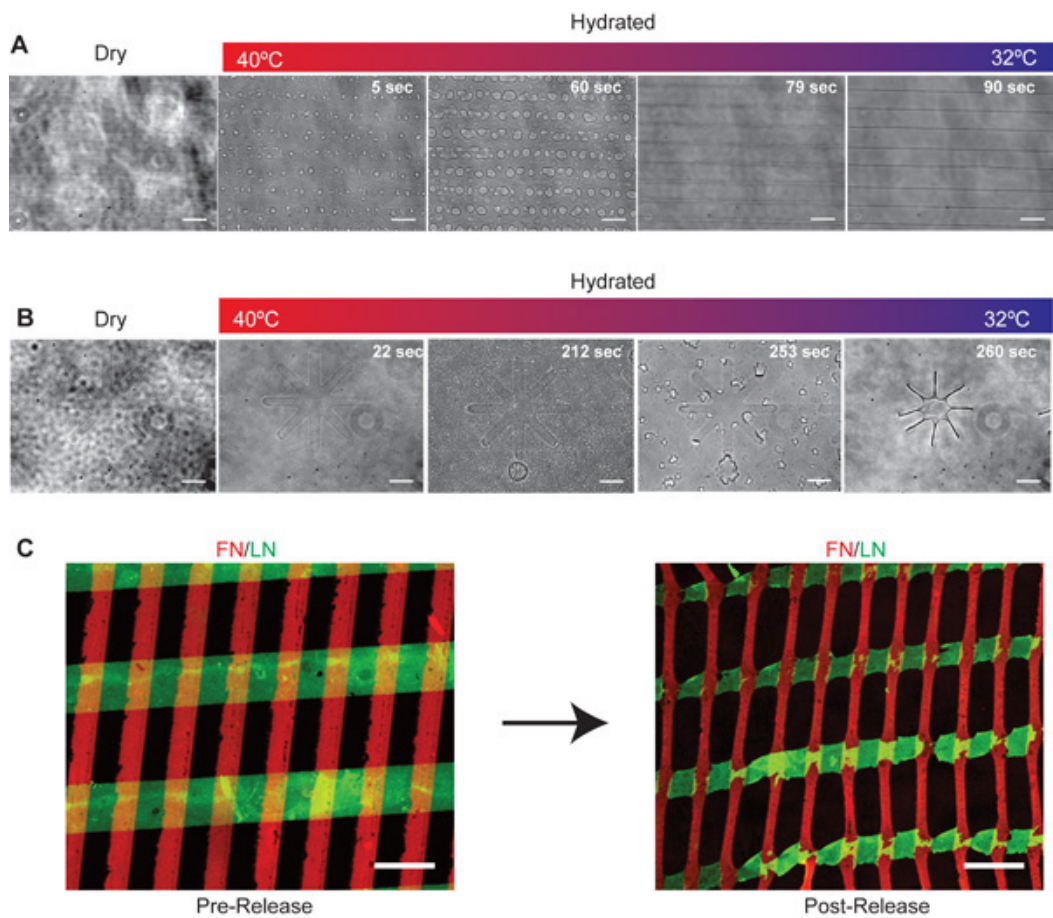 Hydrated
A
Dry
40ºC
32ºC
5 sec
60 sec
79 sec
90 sec
Hydrated
B
Dry
40ºC
32ºC
22 sec
212 sec
253 sec
260 sec
C
FN/LN
FN/LN
Pre-Release
Post-Release